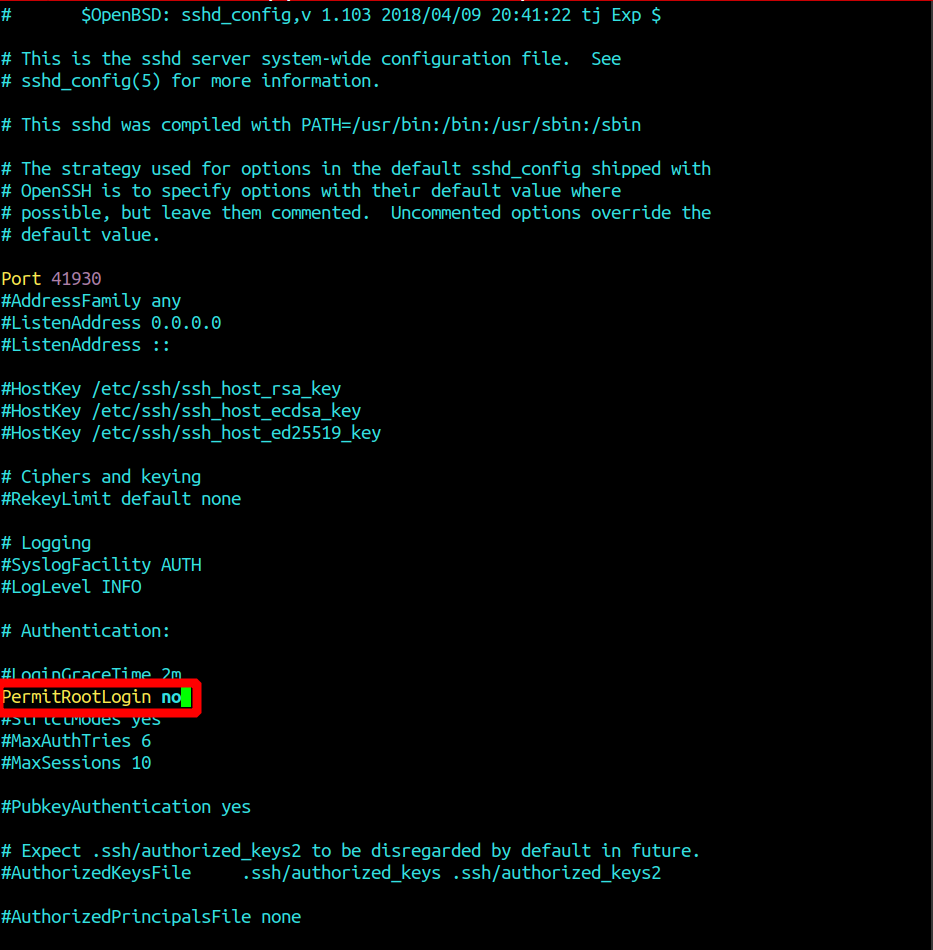 #       $OpenBSD: sshd_config,v 1.103 2018/04/09 20:41:22 tj Exp $
# This is the sshd server system-wide configuration file.  See
# sshd_config(5) for more information.
# This sshd was compiled with PATH=/usr/bin:/bin:/usr/sbin:/sbin
# The strategy used for options in the default sshd_config shipped with
# OpenSSH is to specify options with their default value where
# possible, but leave them commented.  Uncommented options override the
# default value.
Port 41930
#AddressFamily any
#ListenAddress 0.0.0.0
#ListenAddress ::
#HostKey /etc/ssh/ssh_host_rsa_key
#HostKey /etc/ssh/ssh_host_ecdsa_key
#HostKey /etc/ssh/ssh_host_ed25519_key
# Ciphers and keying
#RekeyLimit default none
# Logging
#SyslogFacility AUTH
#LogLevel INFO
# Authentication:
#LoginGraceTime 2m
PermitRootLogin no
#StrictModes yes
#MaxAuthTries 6
#MaxSessions 10
#PubkeyAuthentication yes
# Expect .ssh/authorized_keys2 to be disregarded by default in future.
#AuthorizedKeysFile     .ssh/authorized_keys .ssh/authorized_keys2
#AuthorizedPrincipalsFile none